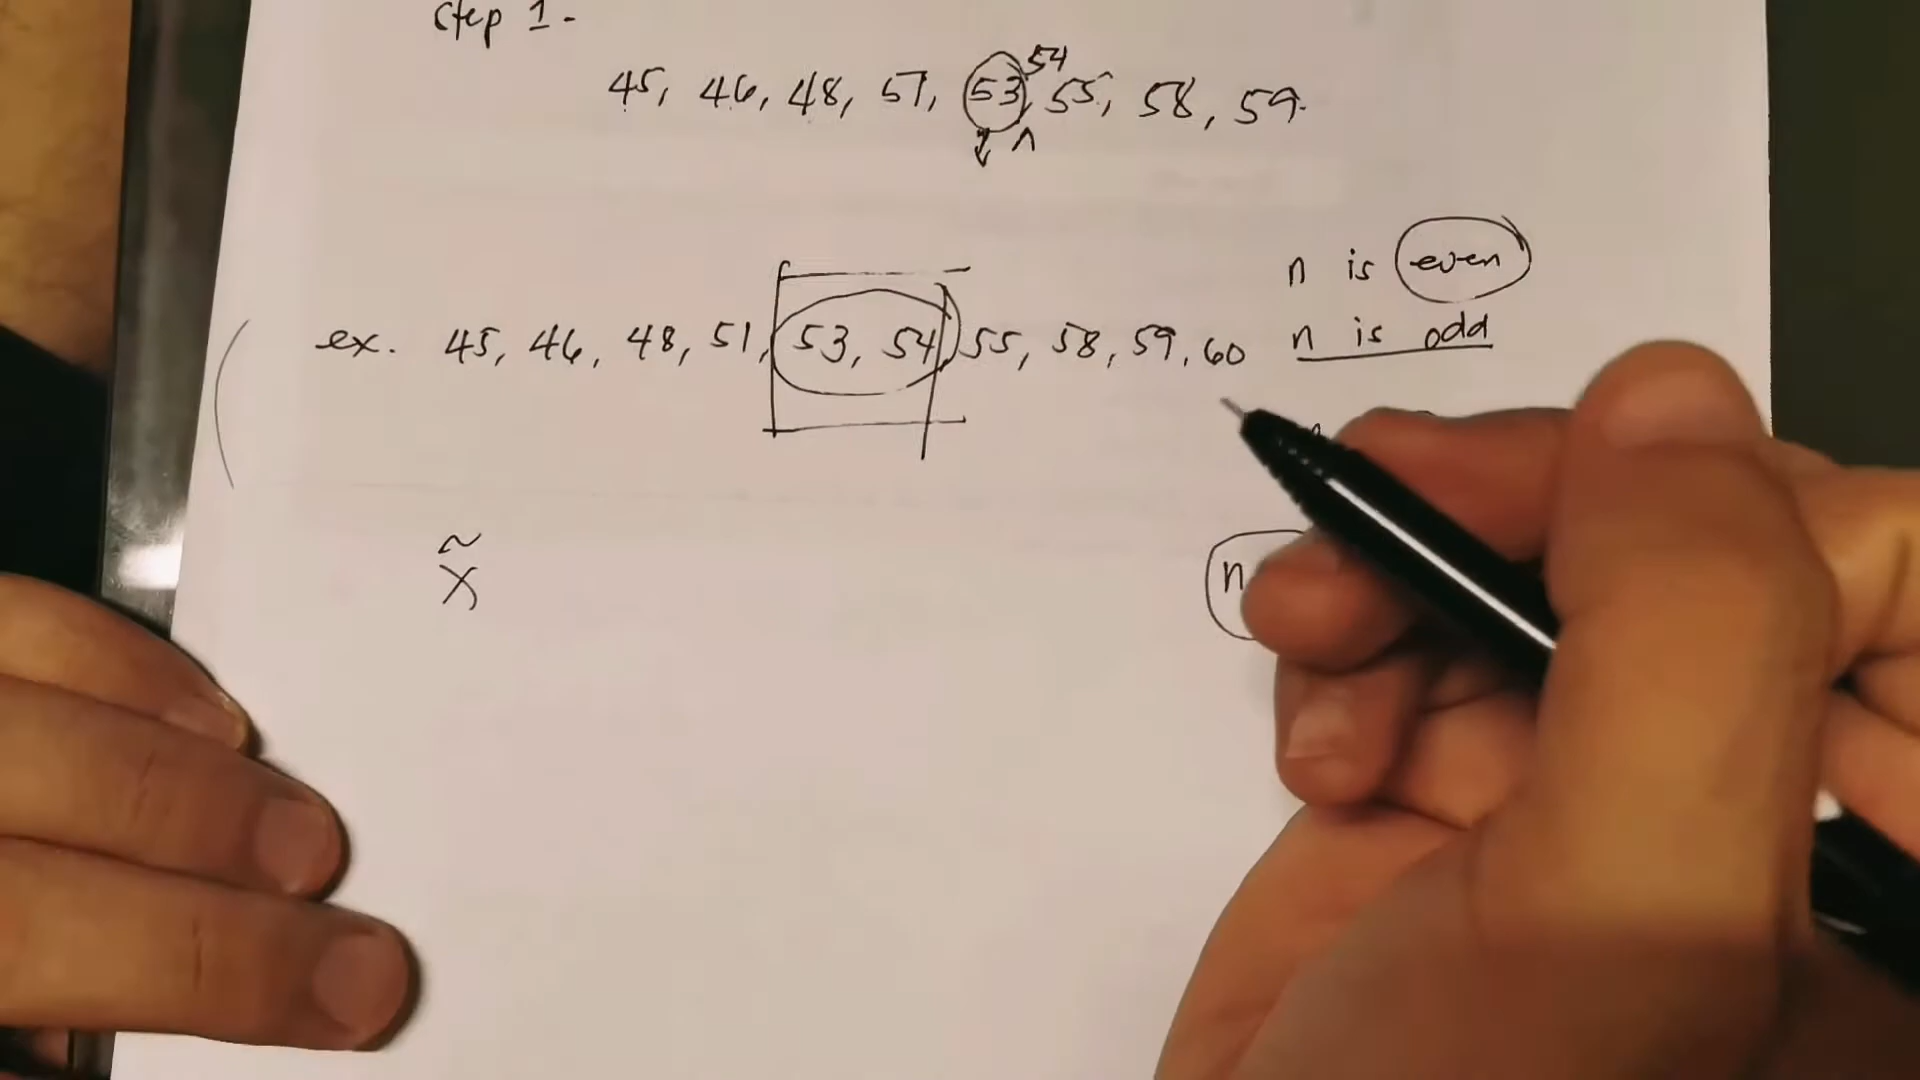 Step 1-
54
45, 46, 48, 51, 53, 55, 58, 59.
n is even
ex. 45, 46, 48, 51, 53, 54, 55, 58, 59, 60
n is odd
x̃
n